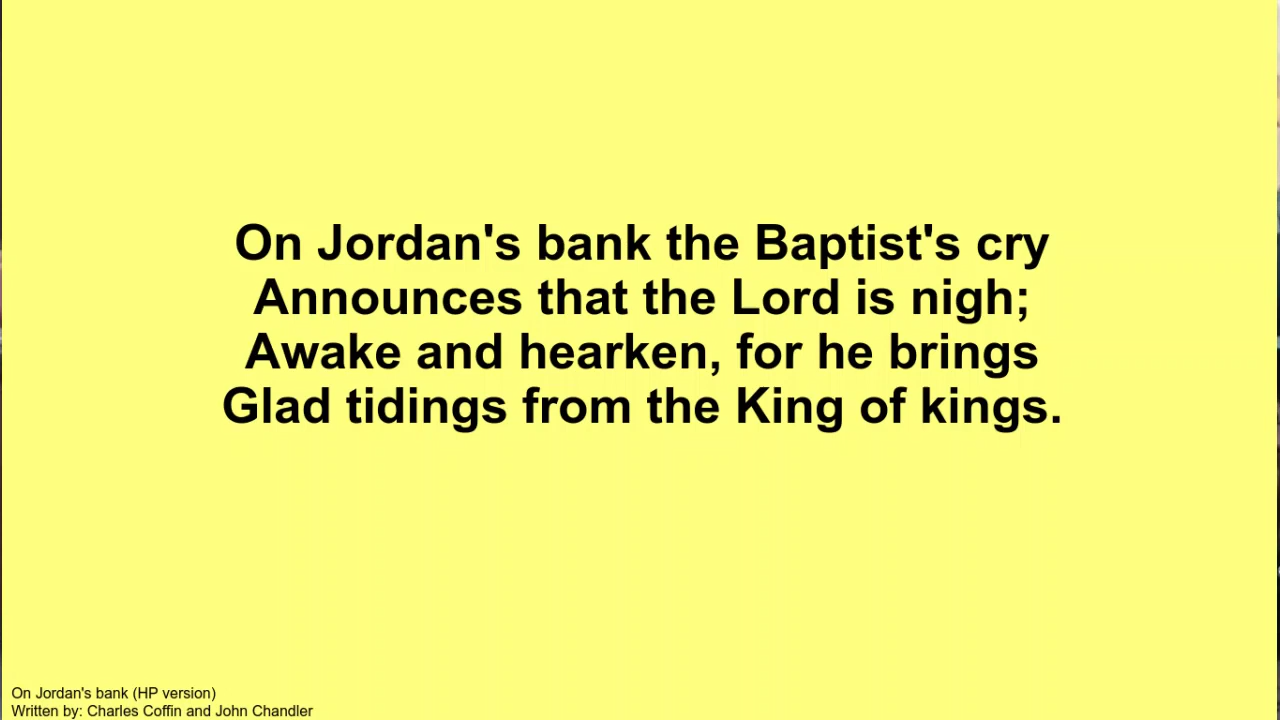 On Jordan's bank the Baptist's cry
Announces that the Lord is nigh;
Awake and hearken, for he brings
Glad tidings from the King of kings.
On Jordan's bank (HP version)
Written by: Charles Coffin and John Chandler